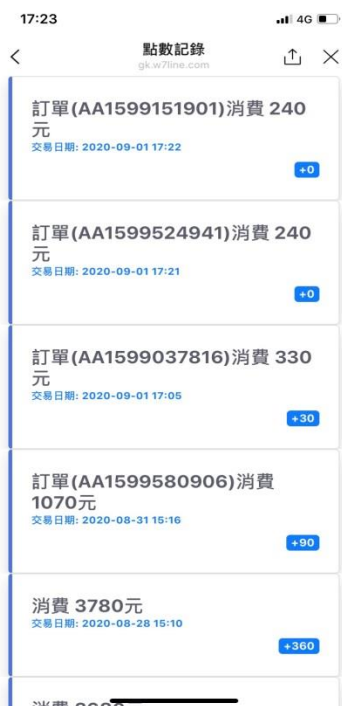 17:23
4G
點數記錄
gk.w7line.com
訂單(AA1599151901)消費 240
元
交易日期: 2020-09-01 17:22
+0
訂單(AA1599524941)消費 240
元
交易日期: 2020-09-01 17:21
+0
訂單(AA1599037816)消費 330
元
交易日期: 2020-09-01 17:05
+30
訂單(AA1599580906)消費
1070元
交易日期: 2020-08-31 15:16
+90
消費 3780元
交易日期: 2020-08-28 15:10
+360